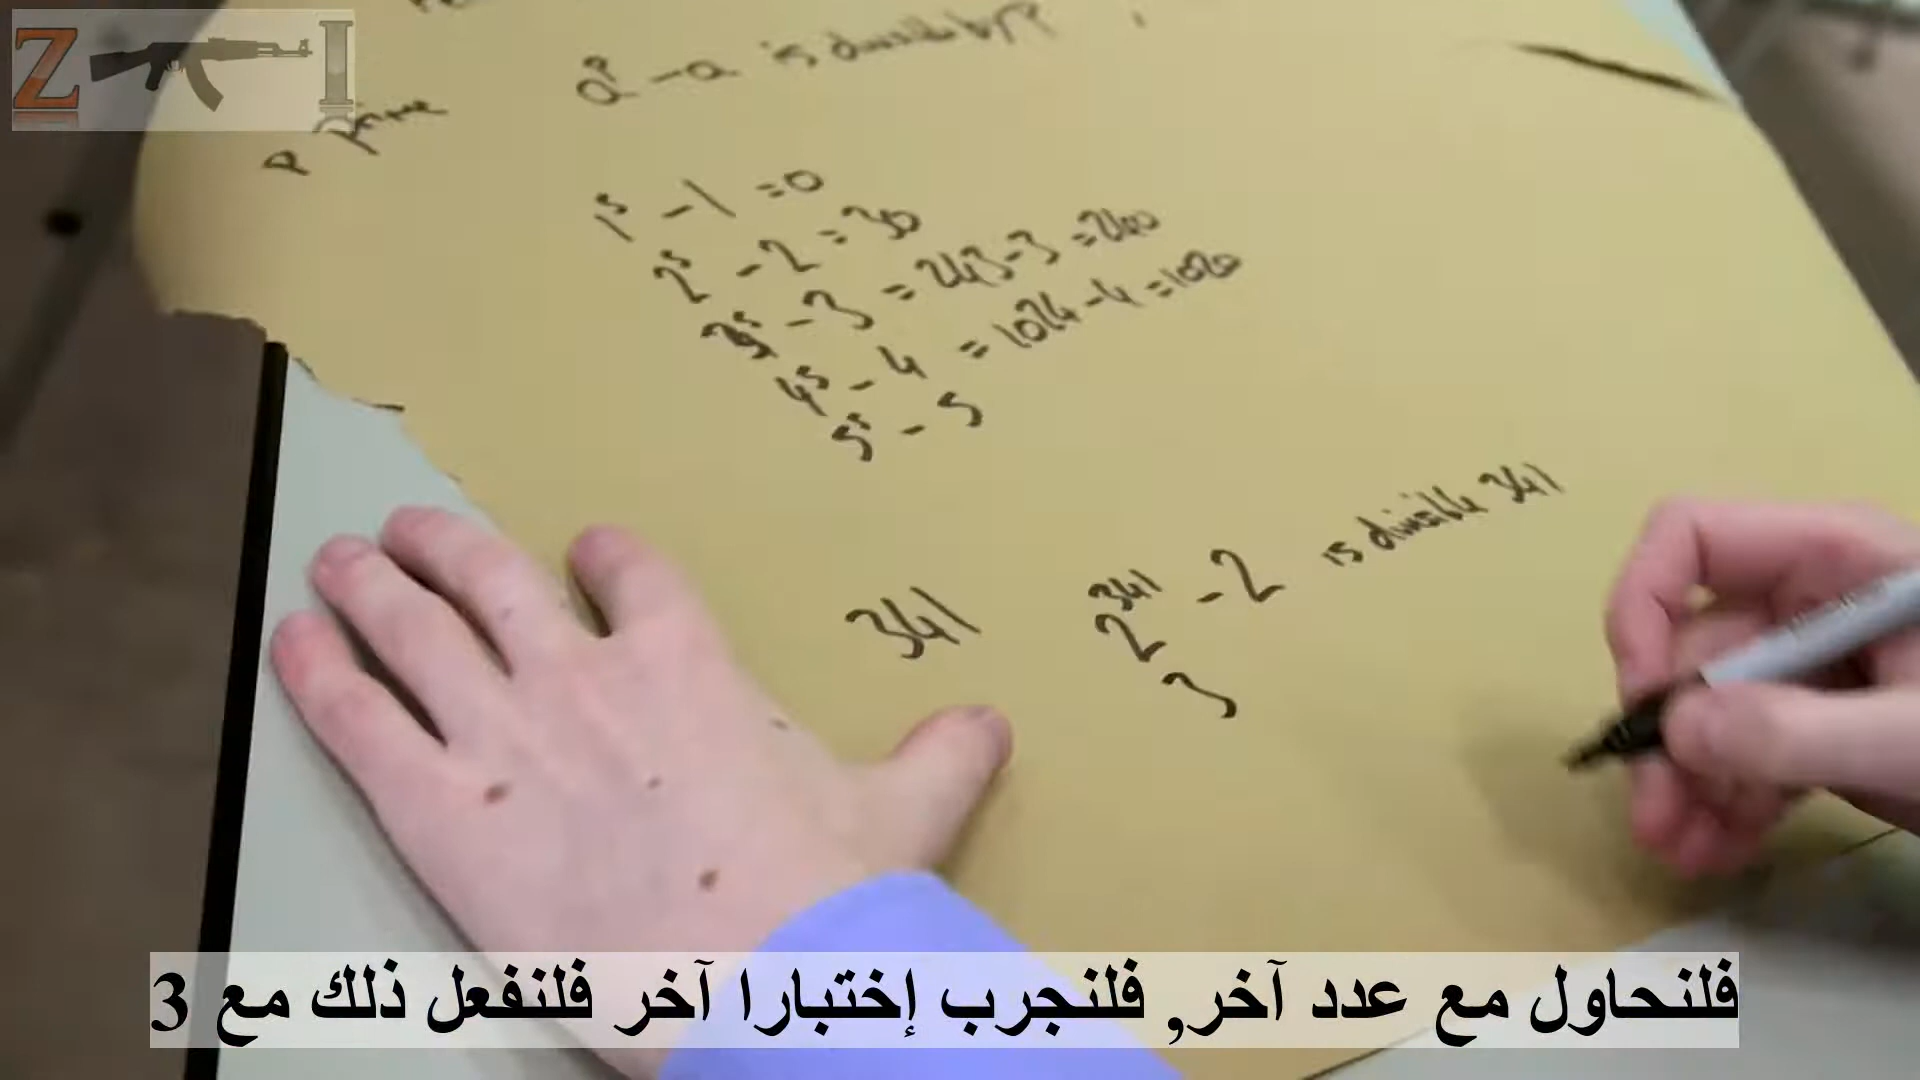 Z I
a^p - a is divisible by p
P prime
1^5 - 1 = 0
2^5 - 2 = 30
3^5 - 3 = 243-3 = 240
4^5 - 4 = 1024-4 = 1020
5^5 - 5
341 2^341 - 2 is divisible 341
3
فلنحاول مع عدد آخر, فلنجرب إختبارا آخر فلنفعل ذلك مع 3